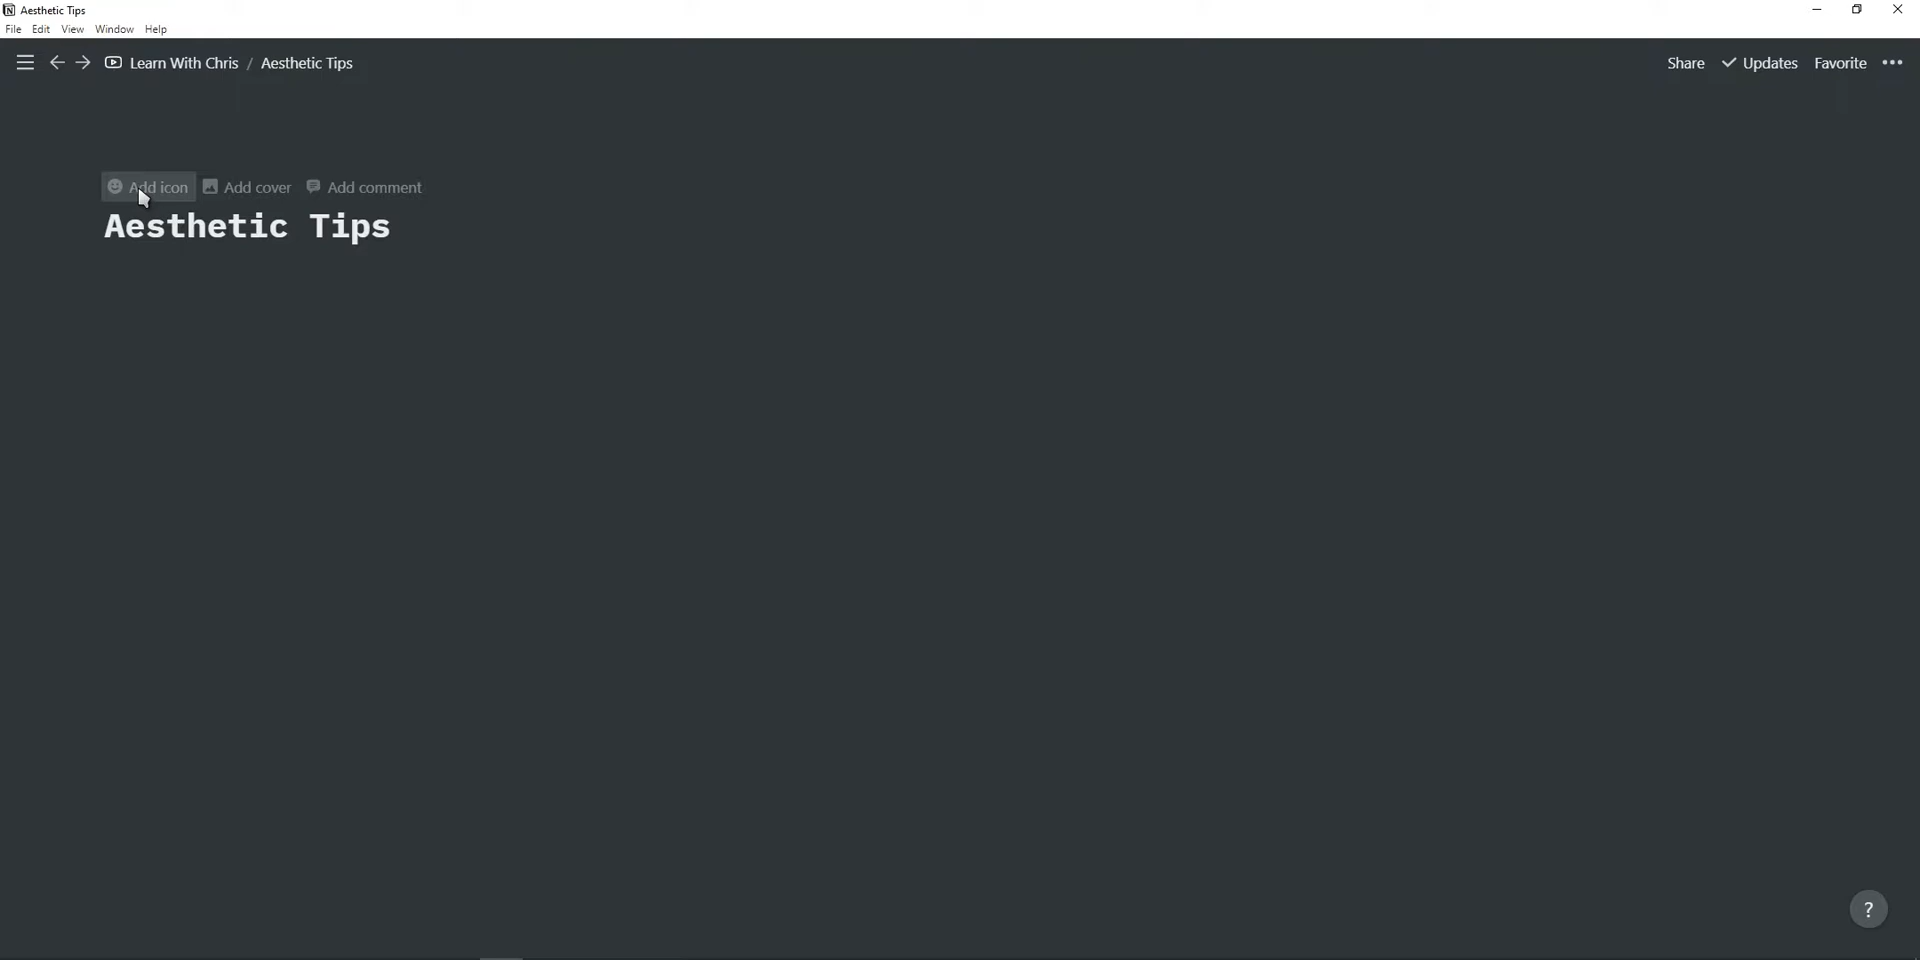 Aesthetic Tips
File Edit View Window Help
Learn With Chris / Aesthetic Tips
Share Updates Favorite •••
Add icon Add cover Add comment
Aesthetic Tips
?